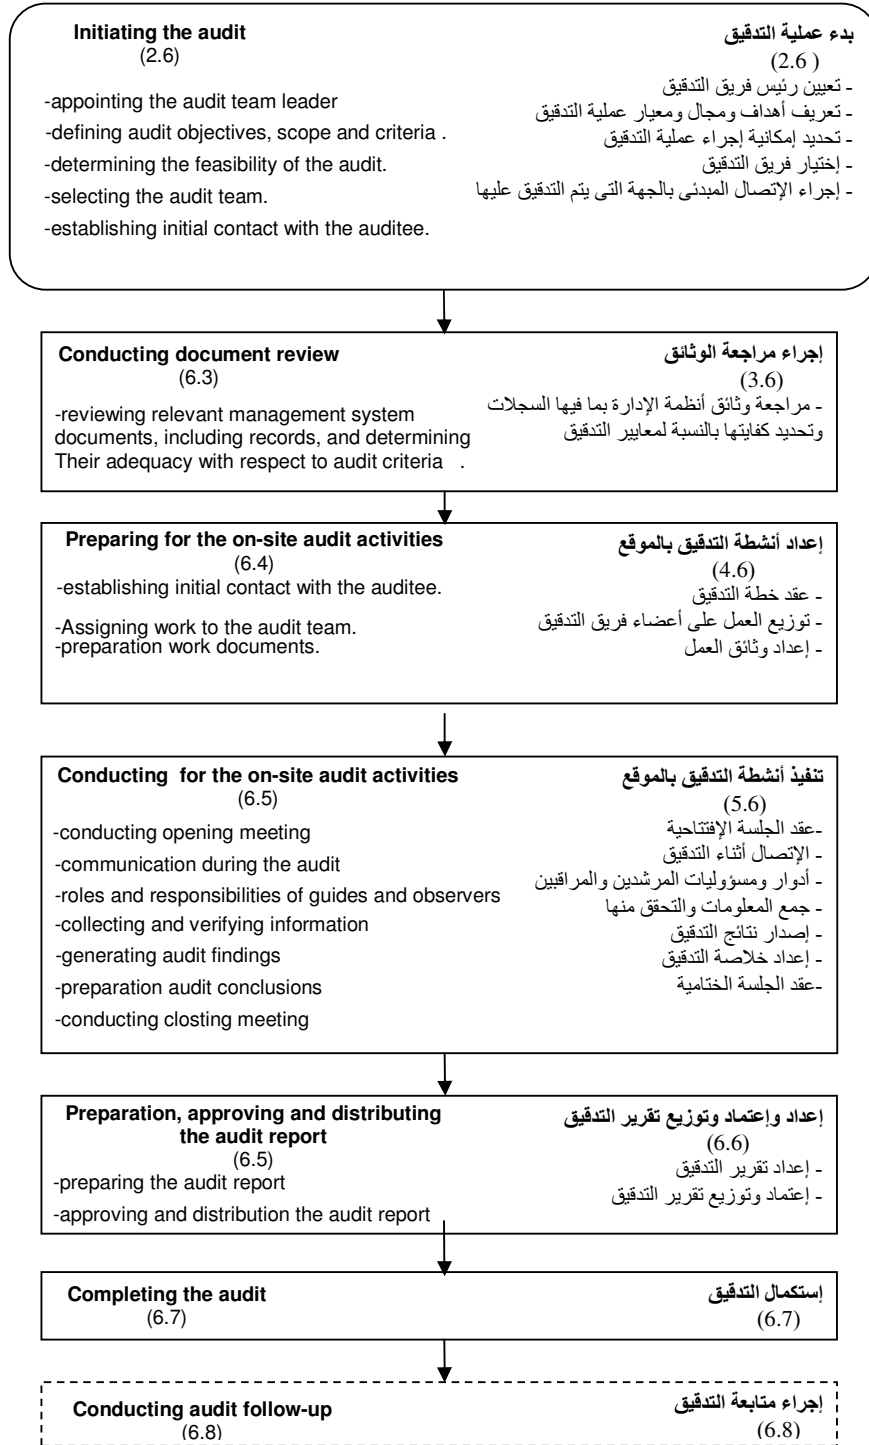 Initiating the audit
(2.6)
-appointing the audit team leader
-defining audit objectives, scope and criteria .
-determining the feasibility of the audit.
-selecting the audit team.
-establishing initial contact with the auditee.
بدء عملية التدقيق
(2.6 )
- تعيين رئيس فريق التدقيق
- تعريف أهداف ومجال ومعيار عملية التدقيق
- تحديد إمكانية إجراء عملية التدقيق
- إختيار فريق التدقيق
- إجراء الإتصال المبدئى بالجهة التى يتم التدقيق عليها
Conducting document review
(6.3)
-reviewing relevant management system
documents, including records, and determining
Their adequacy with respect to audit criteria .
إجراء مراجعة الوثائق
(3.6)
- مراجعة وثائق أنظمة الإدارة بما فيها السجلات
وتحديد كفايتها بالنسبة لمعايير التدقيق
Preparing for the on-site audit activities
(6.4)
-establishing initial contact with the auditee.
-Assigning work to the audit team.
-preparation work documents.
إعداد أنشطة التدقيق بالموقع
(4.6)
- عقد خطة التدقيق
- توزيع العمل على أعضاء فريق التدقيق
- إعداد وثائق العمل
Conducting for the on-site audit activities
(6.5)
-conducting opening meeting
-communication during the audit
-roles and responsibilities of guides and observers
-collecting and verifying information
-generating audit findings
-preparation audit conclusions
-conducting closting meeting
تنفيذ أنشطة التدقيق بالموقع
(5.6)
-عقد الجلسة الإفتتاحية
- الإتصال أثناء التدقيق
- أدوار ومسؤوليات المرشدين والمراقبين
- جمع المعلومات والتحقق منها
- إصدار نتائج التدقيق
- إعداد خلاصة التدقيق
-عقد الجلسة الختامية
Preparation, approving and distributing
the audit report
(6.5)
-preparing the audit report
-approving and distribution the audit report
إعداد وإعتماد وتوزيع تقرير التدقيق
(6.6)
- إعداد تقرير التدقيق
- إعتماد وتوزيع تقرير التدقيق
Completing the audit
(6.7)
إستكمال التدقيق
(6.7)
Conducting audit follow-up
(6.8)
إجراء متابعة التدقيق
(6.8)